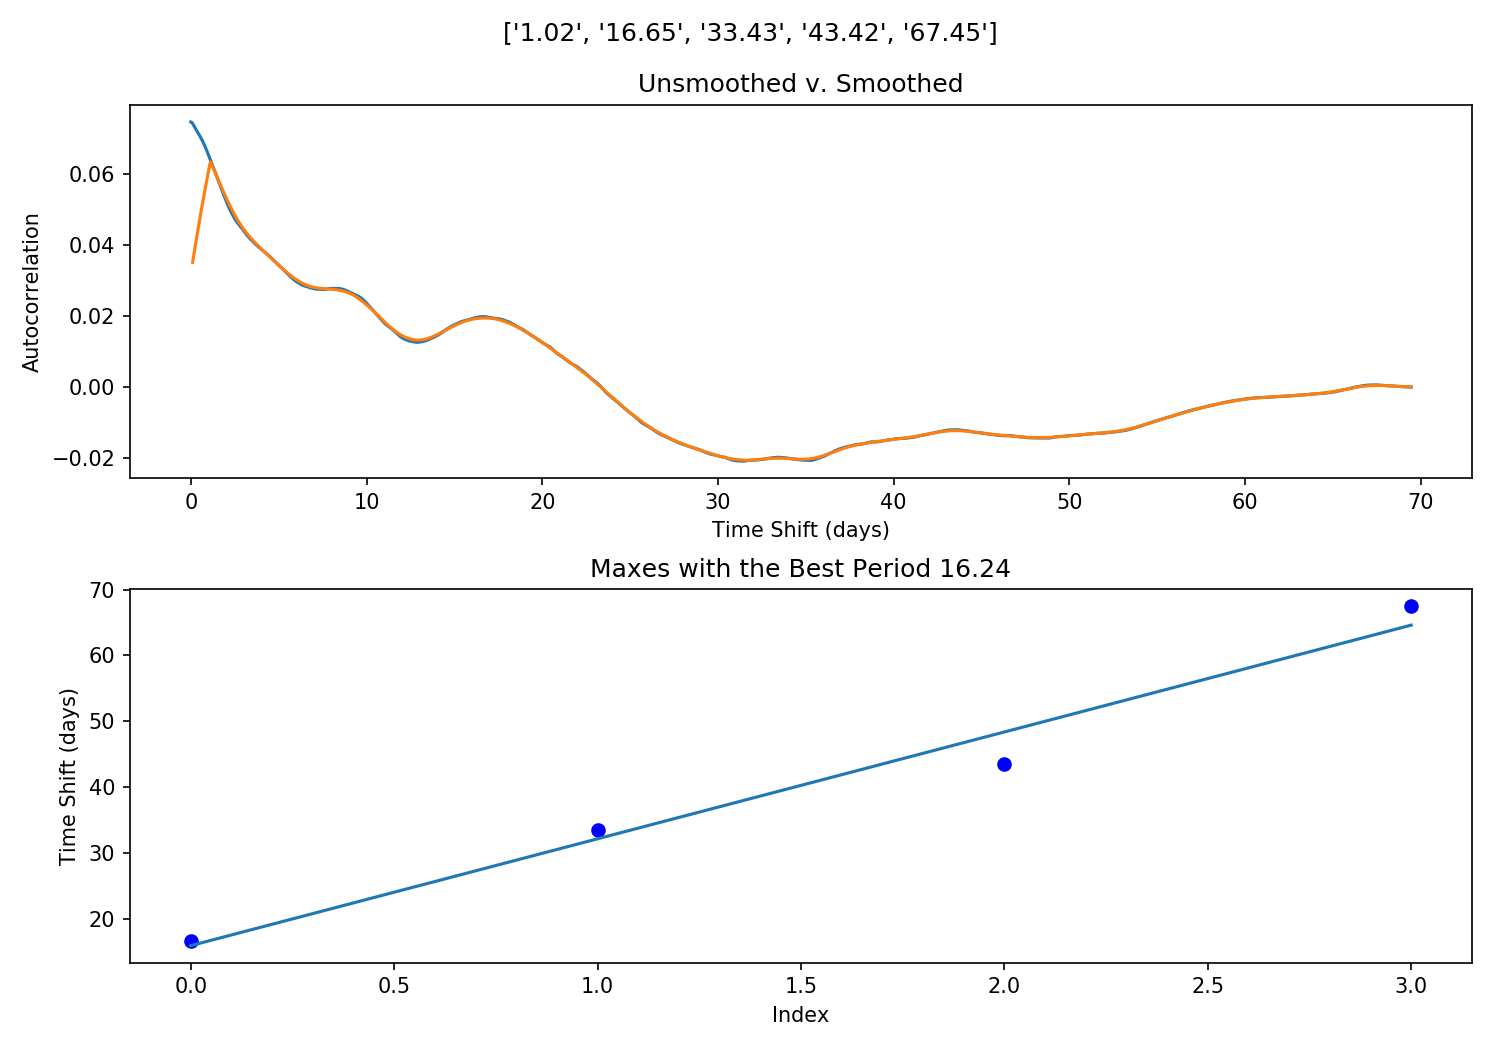 ['1.02', '16.65', '33.43', '43.42', '67.45']
Unsmoothed v. Smoothed
Autocorrelation
0.06
0.04
0.02
0.00
−0.02
0 10 20 30 40 50 60 70
Time Shift (days)
Maxes with the Best Period 16.24
Time Shift (days)
70
60
50
40
30
20
0.0 0.5 1.0 1.5 2.0 2.5 3.0
Index